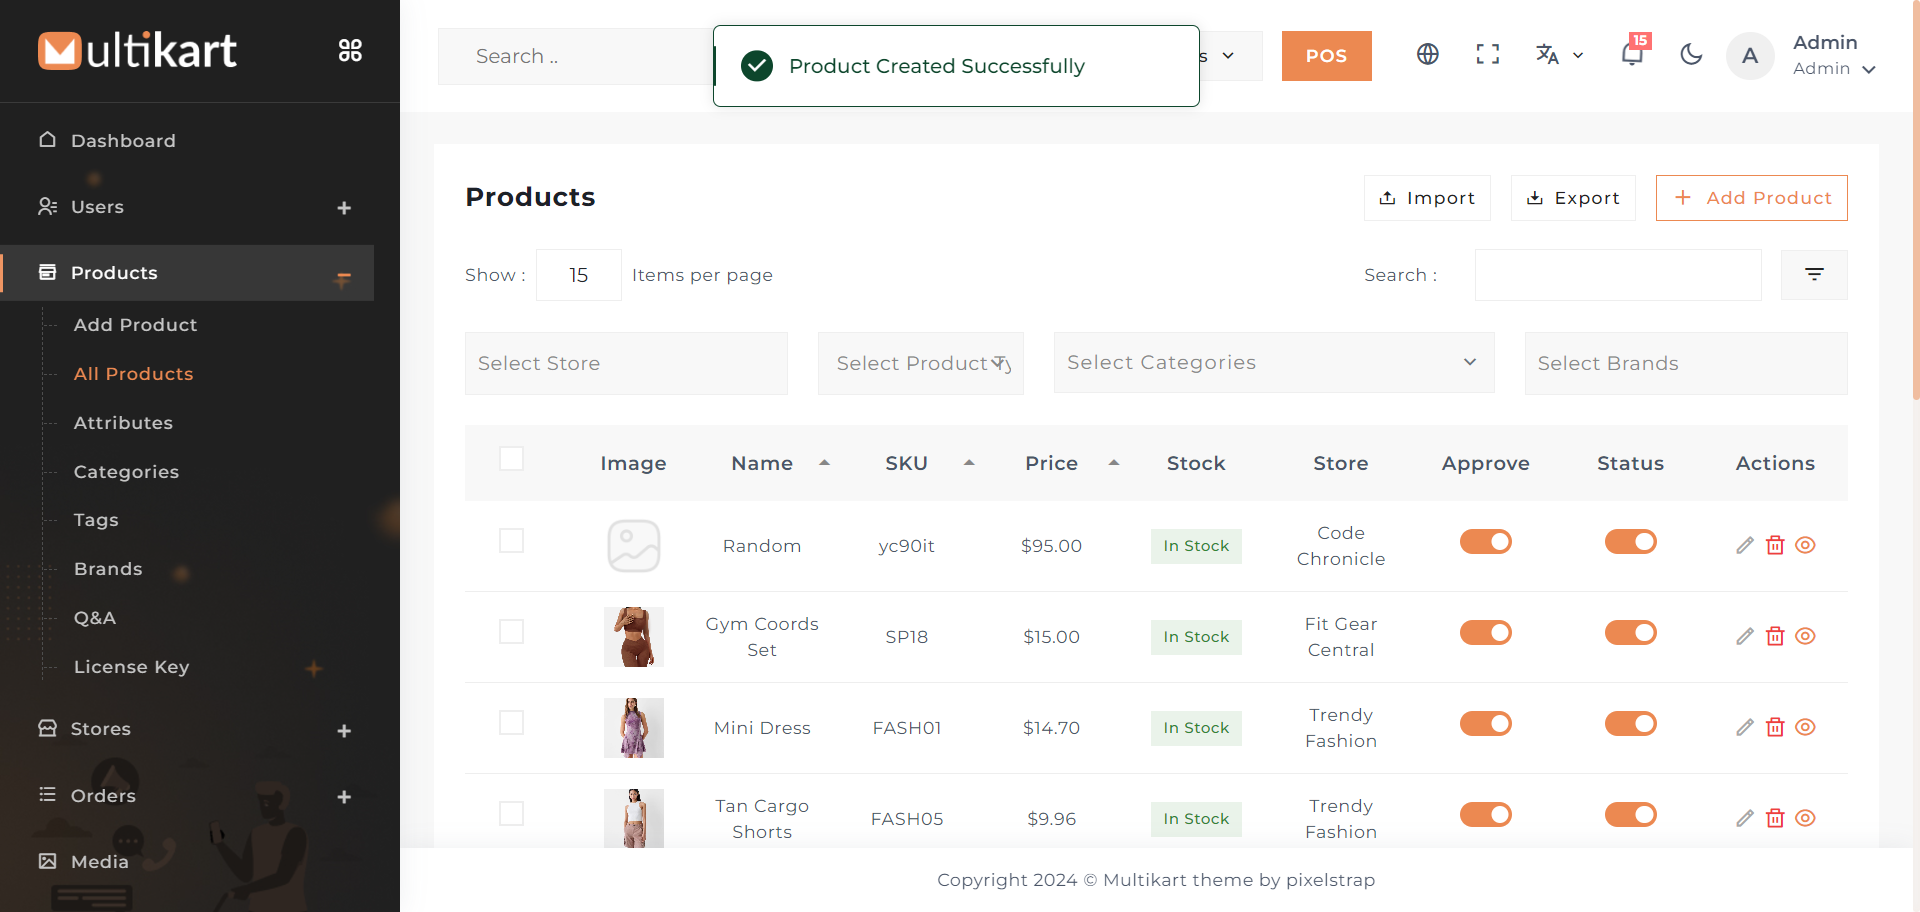 Multikart
Search ..
Product Created Successfully
s
POS
15
A
Admin
Admin
Dashboard
Users
Products
Add Product
All Products
Attributes
Categories
Tags
Brands
Q&A
License Key
Stores
Orders
Media
Products
Import
Export
Add Product
Show :
15
Items per page
Search :
Select Store
Select Product Ty
Select Categories
Select Brands
Image
Name
SKU
Price
Stock
Store
Approve
Status
Actions
Random
yc90it
$95.00
In Stock
Code
Chronicle
Gym Coords
Set
SP18
$15.00
In Stock
Fit Gear
Central
Mini Dress
FASH01
$14.70
In Stock
Trendy
Fashion
Tan Cargo
Shorts
FASH05
$9.96
In Stock
Trendy
Fashion
Copyright 2024 © Multikart theme by pixelstrap